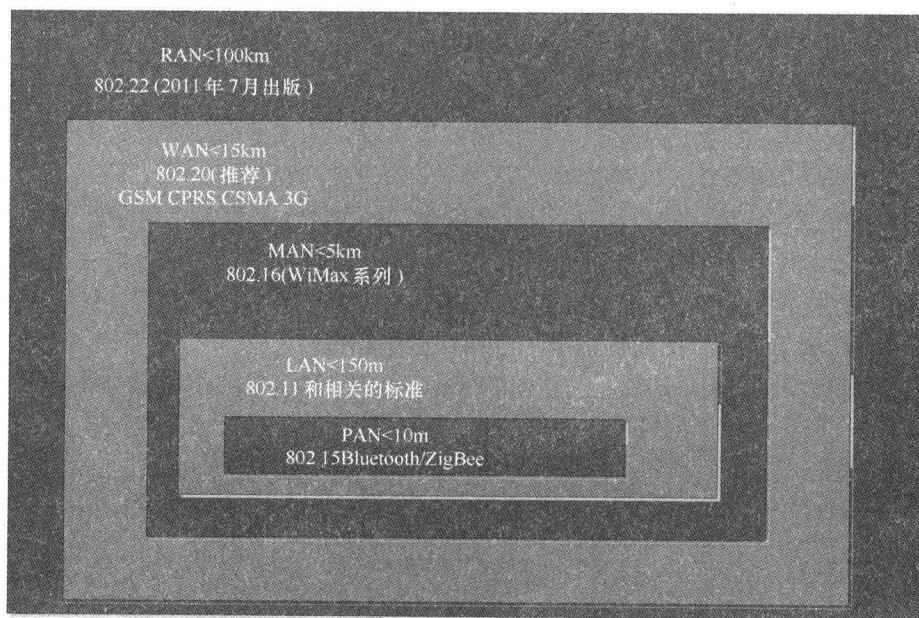 RAN<100km
802.22 (2011年7月出版)
WAN<15km
802.20(推荐)
GSM CPRS CSMA 3G
MAN<5km
802.16(WiMax系列)
LAN<150m
802.11和相关的标准
PAN<10m
802.15Bluetooth/ZigBee